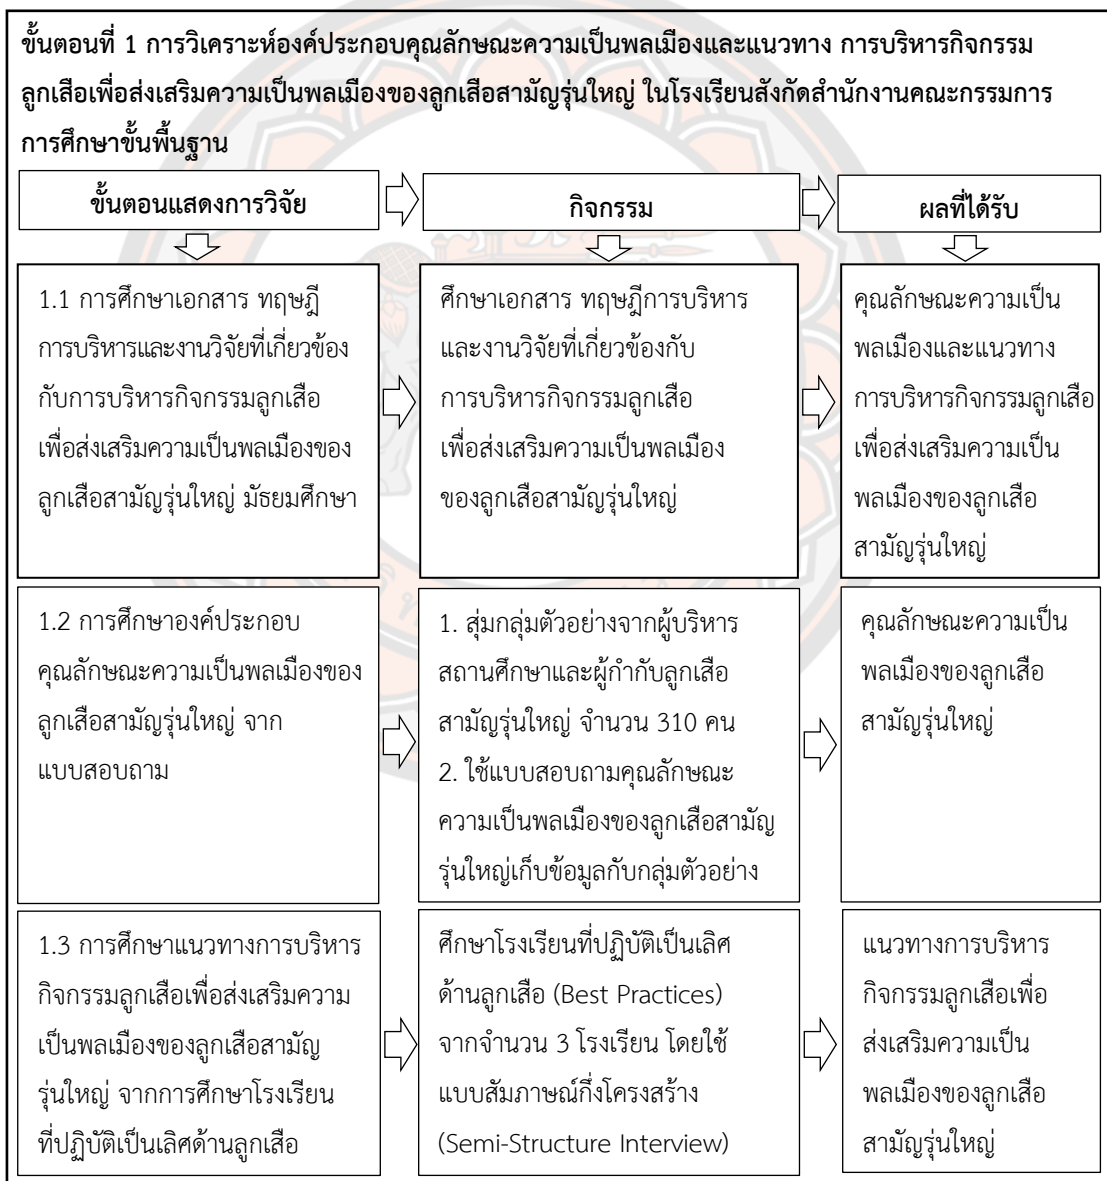 ขั้นตอนที่ 1 การวิเคราะห์องค์ประกอบคุณลักษณะความเป็นพลเมืองและแนวทาง การบริหารกิจกรรม
ลูกเสือเพื่อส่งเสริมความเป็นพลเมืองของลูกเสือสามัญรุ่นใหญ่ ในโรงเรียนสังกัดสำนักงานคณะกรรมการ
การศึกษาขั้นพื้นฐาน
ขั้นตอนแสดงการวิจัย
กิจกรรม
ผลที่ได้รับ
1.1 การศึกษาเอกสาร ทฤษฎี
การบริหารและงานวิจัยที่เกี่ยวข้อง
กับการบริหารกิจกรรมลูกเสือ
เพื่อส่งเสริมความเป็นพลเมืองของ
ลูกเสือสามัญรุ่นใหญ่ มัธยมศึกษา
ศึกษาเอกสาร ทฤษฎีการบริหาร
และงานวิจัยที่เกี่ยวข้องกับ
การบริหารกิจกรรมลูกเสือ
เพื่อส่งเสริมความเป็นพลเมือง
ของลูกเสือสามัญรุ่นใหญ่
คุณลักษณะความเป็น
พลเมืองและแนวทาง
การบริหารกิจกรรมลูกเสือ
เพื่อส่งเสริมความเป็น
พลเมืองของลูกเสือ
สามัญรุ่นใหญ่
1.2 การศึกษาองค์ประกอบ
คุณลักษณะความเป็นพลเมืองของ
ลูกเสือสามัญรุ่นใหญ่ จาก
แบบสอบถาม
1. สุ่มกลุ่มตัวอย่างจากผู้บริหาร
สถานศึกษาและผู้กำกับลูกเสือ
สามัญรุ่นใหญ่ จำนวน 310 คน
2. ใช้แบบสอบถามคุณลักษณะ
ความเป็นพลเมืองของลูกเสือสามัญ
รุ่นใหญ่เก็บข้อมูลกับกลุ่มตัวอย่าง
คุณลักษณะความเป็น
พลเมืองของลูกเสือ
สามัญรุ่นใหญ่
1.3 การศึกษาแนวทางการบริหาร
กิจกรรมลูกเสือเพื่อส่งเสริมความ
เป็นพลเมืองของลูกเสือสามัญ
รุ่นใหญ่ จากการศึกษาโรงเรียน
ที่ปฏิบัติเป็นเลิศด้านลูกเสือ
ศึกษาโรงเรียนที่ปฏิบัติเป็นเลิศ
ด้านลูกเสือ (Best Practices)
จากจำนวน 3 โรงเรียน โดยใช้
แบบสัมภาษณ์กึ่งโครงสร้าง
(Semi-Structure Interview)
แนวทางการบริหาร
กิจกรรมลูกเสือเพื่อ
ส่งเสริมความเป็น
พลเมืองของลูกเสือ
สามัญรุ่นใหญ่